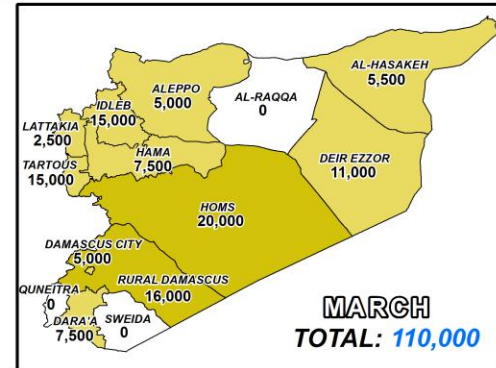 ALEPPO
5,000
AL-HASAKEH
5,500
AL-RAQQA
0
IDLEB
15,000
LATTAKIA
2,500
TARTOUS
15,000
HAMA
7,500
DEIR EZZOR
11,000
HOMS
20,000
DAMASCUS CITY
5,000
RURAL DAMASCUS
16,000
QUNEITRA
0
DARA'A
7,500
SWEIDA
0
MARCH
TOTAL: 110,000